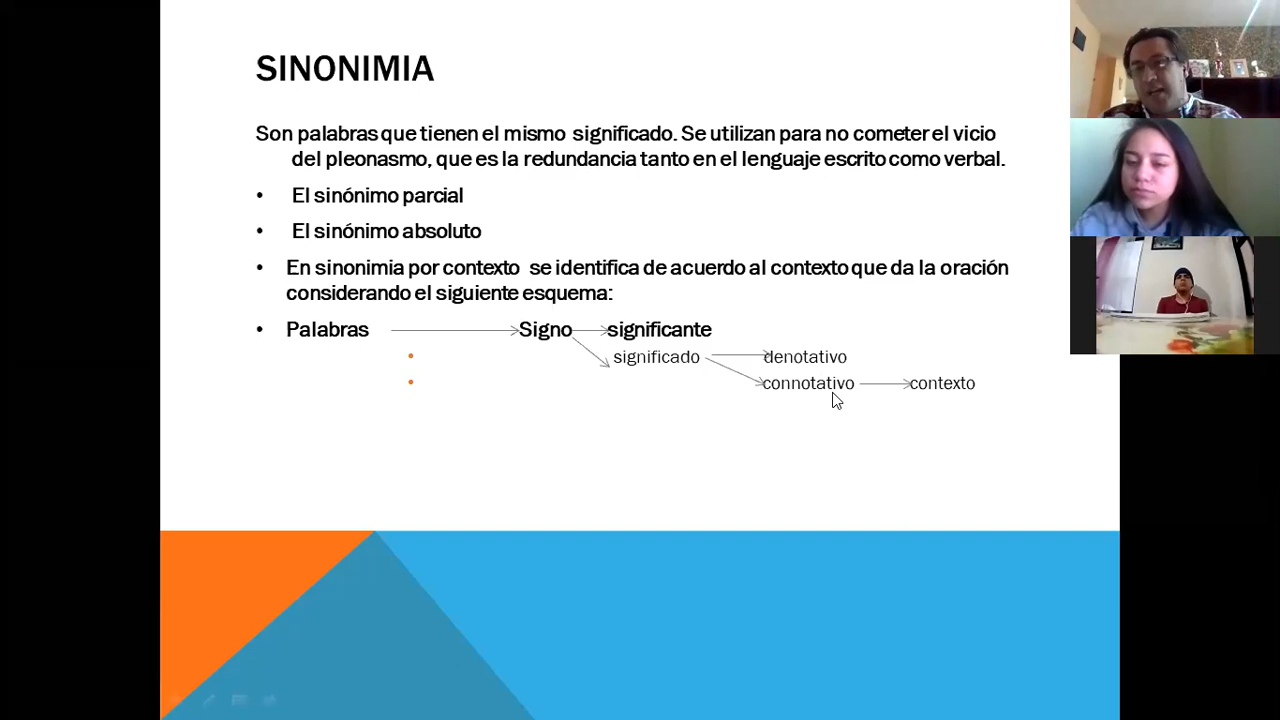 SINONIMIA
Son palabras que tienen el mismo significado. Se utilizan para no cometer el vicio
del pleonasmo, que es la redundancia tanto en el lenguaje escrito como verbal.
• El sinónimo parcial
• El sinónimo absoluto
• En sinonimia por contexto se identifica de acuerdo al contexto que da la oración
considerando el siguiente esquema:
• Palabras Signo significante
• significado denotativo
• connotativo contexto